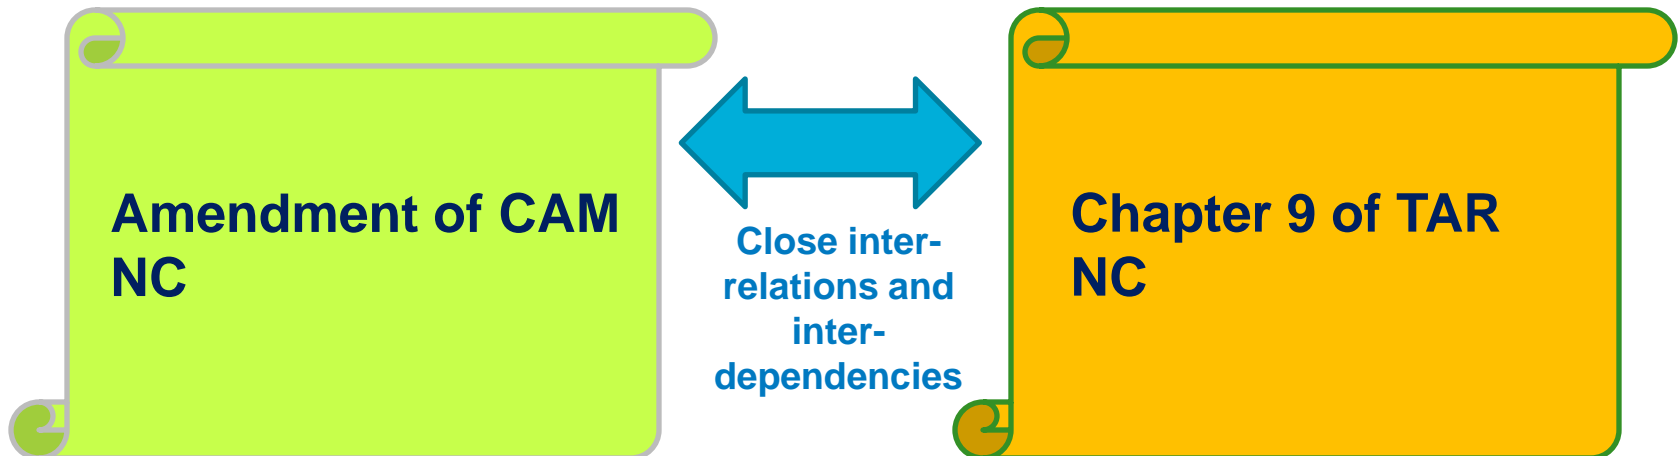 Amendment of CAM
NC
Close inter-
relations and
inter-
dependencies
Chapter 9 of TAR
NC